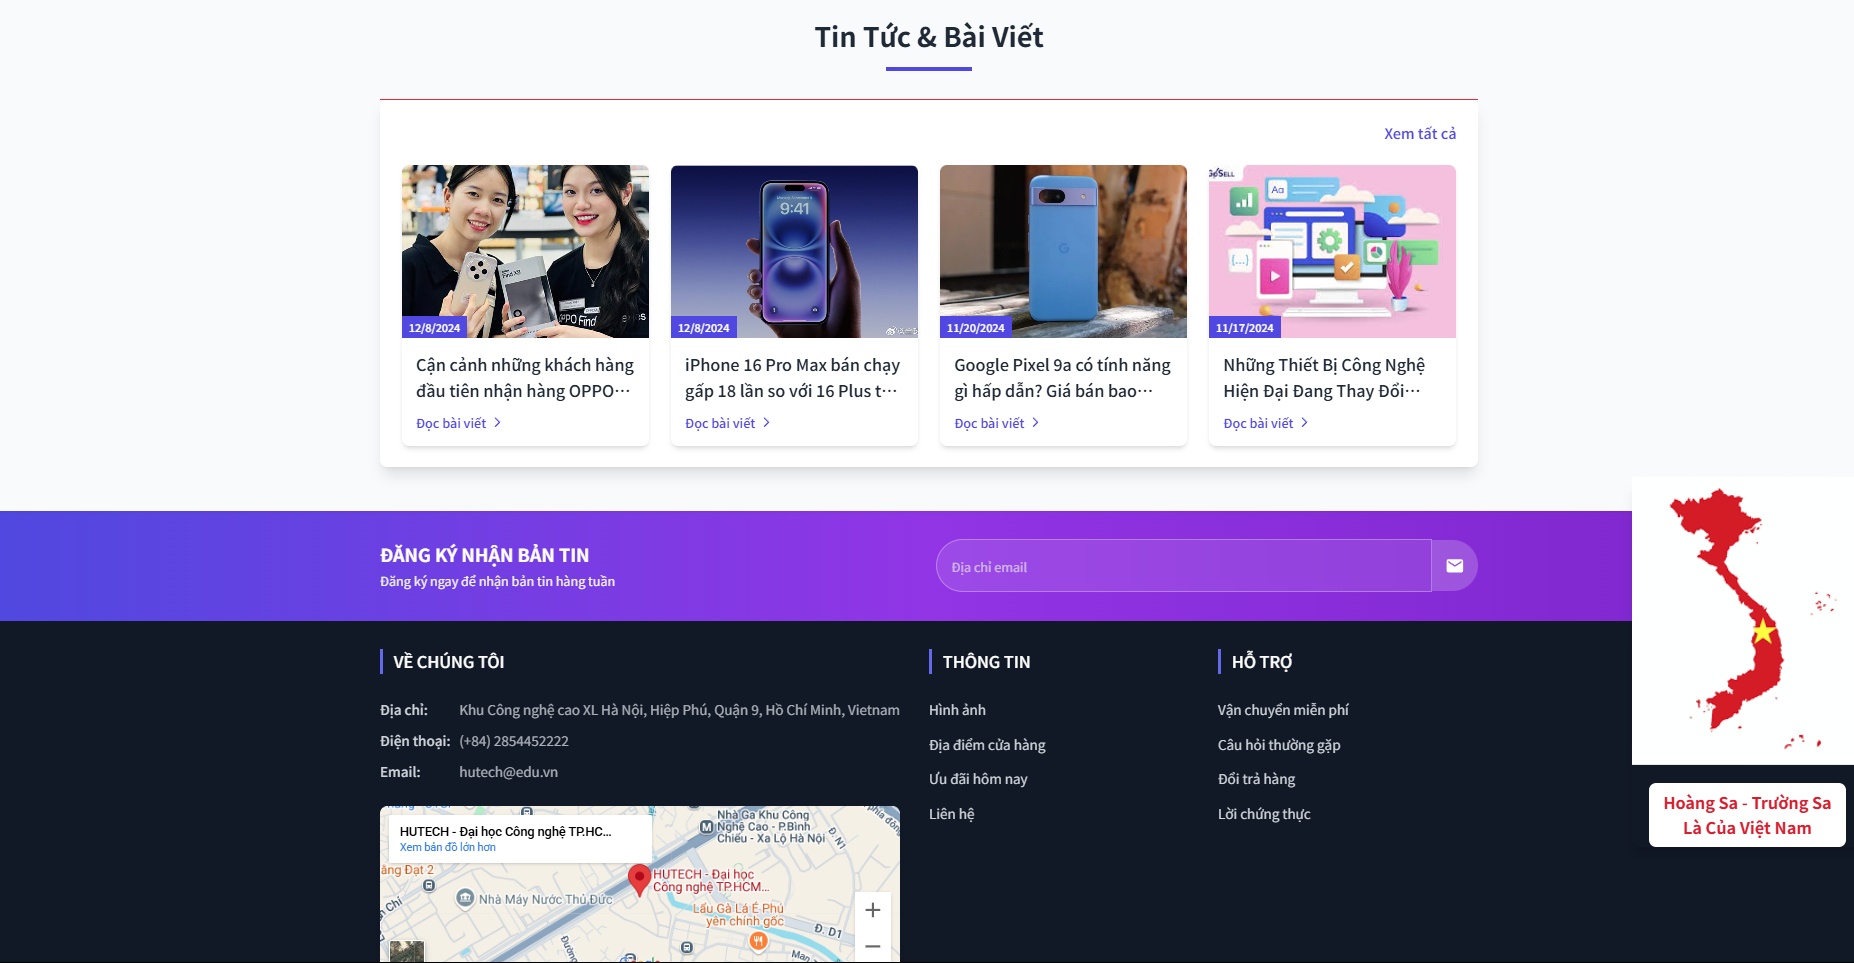 Tin Tức & Bài Viết
Xem tất cả
12/8/2024
Cận cảnh những khách hàng
đầu tiên nhận hàng OPPO...
Đọc bài viết
9:41
12/8/2024
iPhone 16 Pro Max bán chạy
gấp 18 lần so với 16 Plus t...
Đọc bài viết
11/20/2024
Google Pixel 9a có tính năng
gì hấp dẫn? Giá bán bao...
Đọc bài viết
GoSELL
Aa
11/17/2024
Những Thiết Bị Công Nghệ
Hiện Đại Đang Thay Đổi...
Đọc bài viết
ĐĂNG KÝ NHẬN BẢN TIN
Đăng ký ngay để nhận bản tin hàng tuần
Địa chỉ email
VỀ CHÚNG TÔI
Địa chỉ: Khu Công nghệ cao XL Hà Nội, Hiệp Phú, Quận 9, Hồ Chí Minh, Vietnam
Điện thoại: (+84) 2854452222
Email: hutech@edu.vn
THÔNG TIN
Hình ảnh
Địa điểm cửa hàng
Ưu đãi hôm nay
Liên hệ
HỖ TRỢ
Vận chuyển miễn phí
Câu hỏi thường gặp
Đổi trả hàng
Lời chứng thực
Hoàng Sa - Trường Sa
Là Của Việt Nam
HUTECH - Đại học Công nghệ TP.HC...
Xem bản đồ lớn hơn
Nhà Ga Khu Công
Nghệ Cao - P.Bình
Chiểu - Xa Lộ Hà Nội
Đ. N1
HUTECH - Đại học
Công nghệ TP.HCM...
Nhà Máy Nước Thủ Đức
Lẩu Gà Lá É Phú
yên chính gốc
Đ. D1